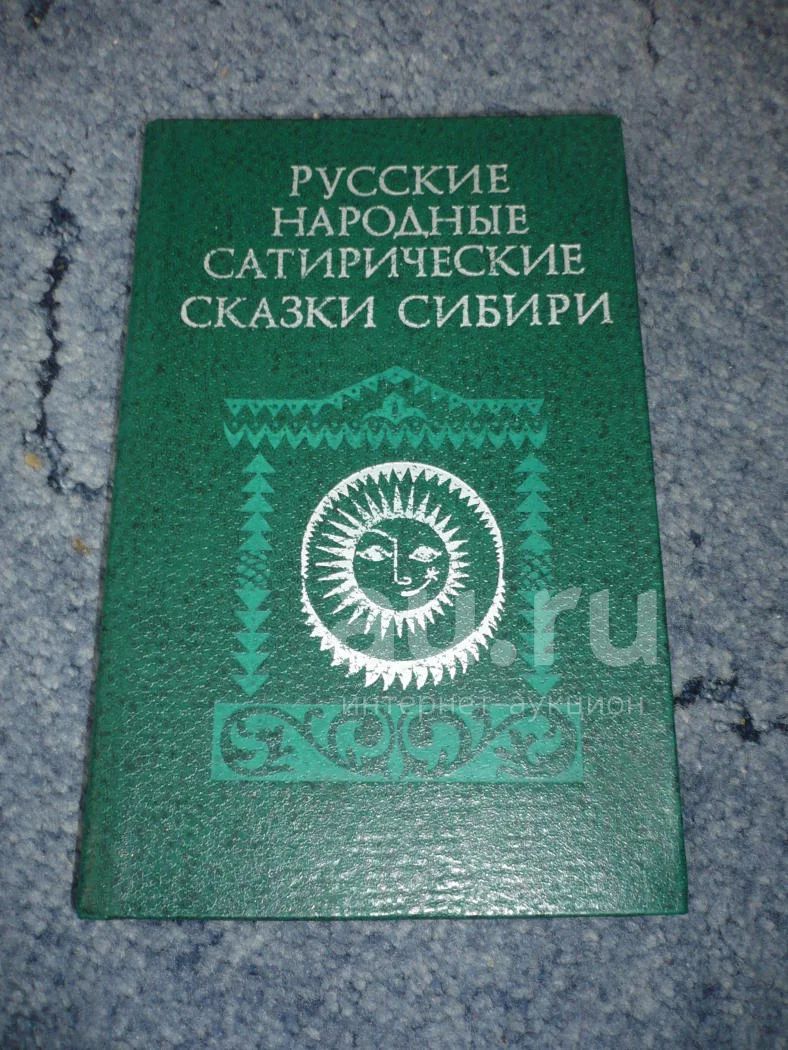 РУССКИЕ
НАРОДНЫЕ
САТИРИЧЕСКИЕ
СКАЗКИ СИБИРИ
au.ru
интернет-аукцион